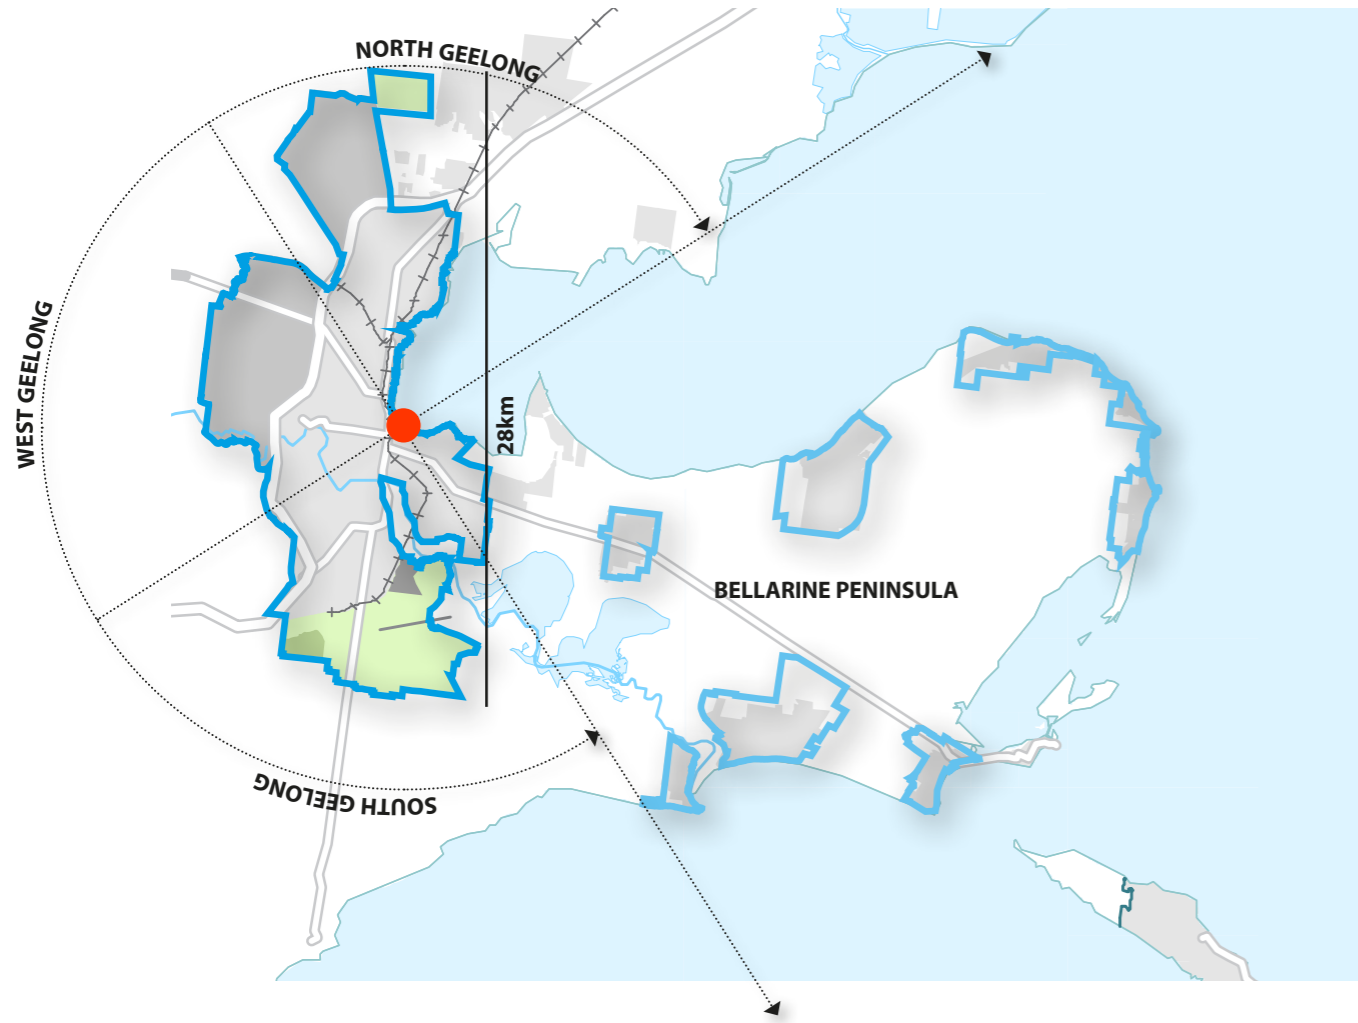 NORTH GEELONG
WEST GEELONG
28km
BELLARINE PENINSULA
SOUTH GEELONG